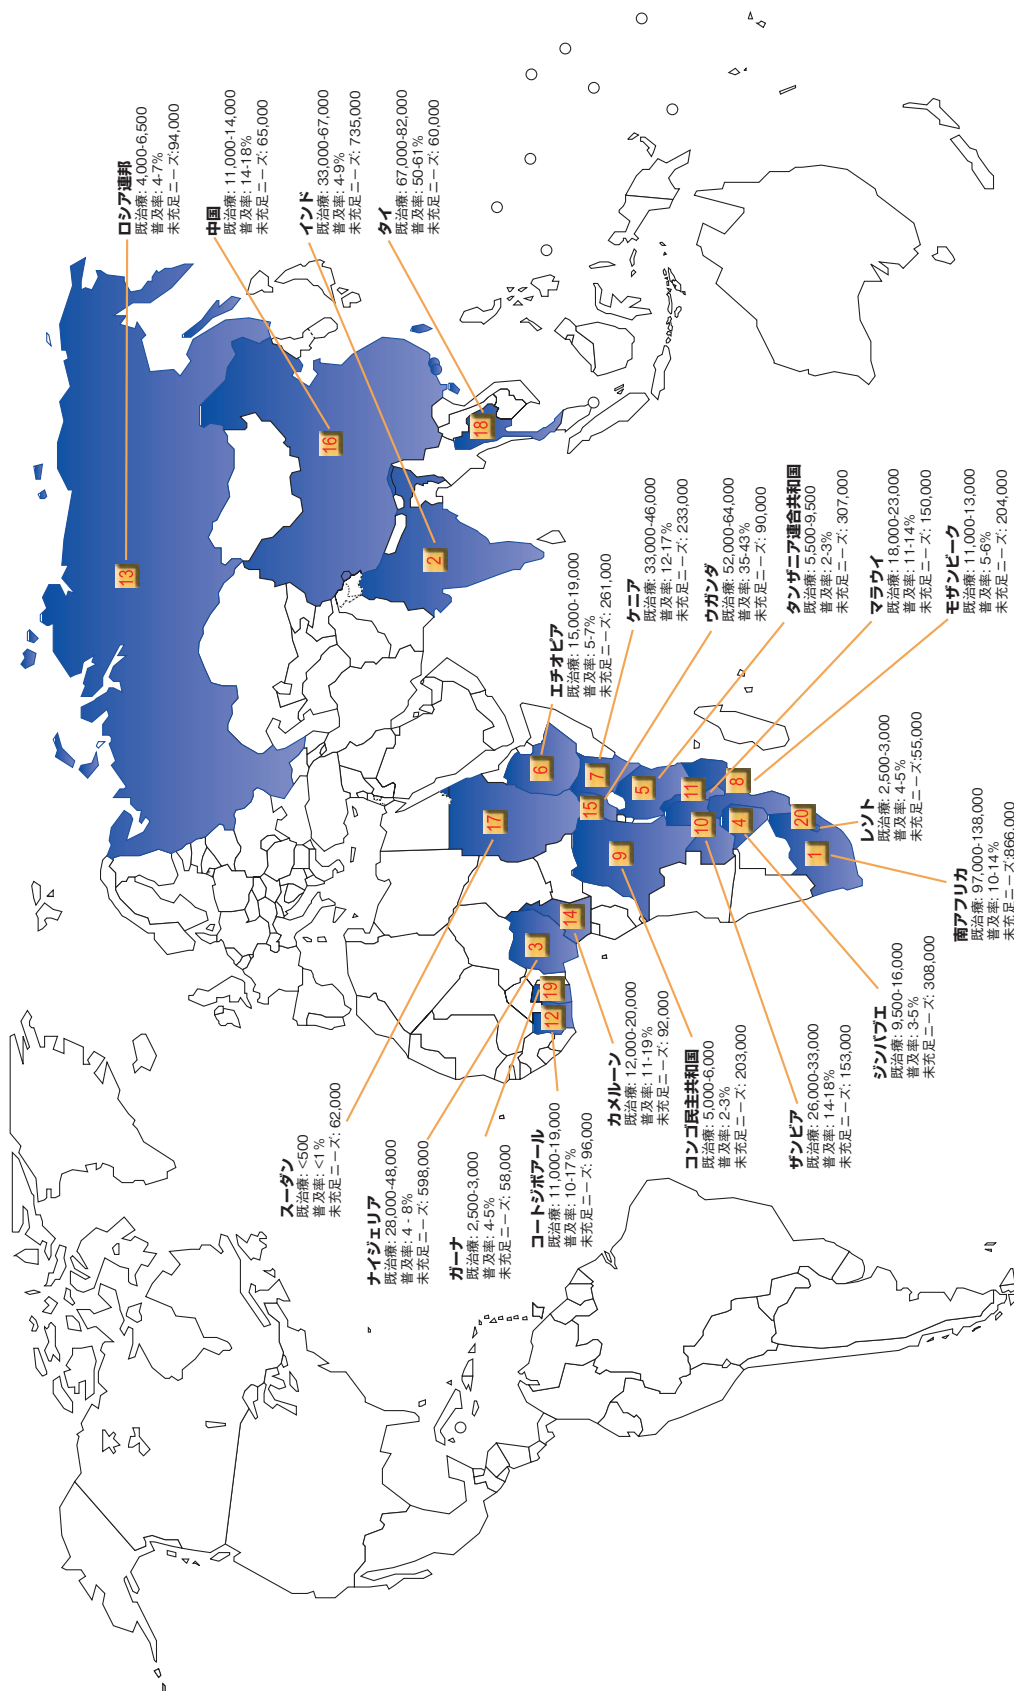 ロシア連邦
既治療: 4,000-6,500
普及率: 4-7%
未充足ニーズ:94,000
中国
既治療: 11,000-14,000
普及率: 14-18%
未充足ニーズ: 65,000
インド
既治療: 33,000-67,000
普及率: 4-9%
未充足ニーズ: 735,000
タイ
既治療: 67,000-82,000
普及率: 50-61%
未充足ニーズ: 60,000
エチオピア
既治療: 15,000-19,000
普及率: 5-7%
未充足ニーズ: 261,000
ケニア
既治療: 33,000-46,000
普及率: 12-17%
未充足ニーズ: 233,000
ウガンダ
既治療: 52,000-64,000
普及率: 35-43%
未充足ニーズ: 90,000
タンザニア連合共和国
既治療: 5,500-9,500
普及率: 2-3%
未充足ニーズ: 307,000
マラウイ
既治療: 18,000-23,000
普及率: 11-14%
未充足ニーズ: 150,000
モザンビーク
既治療: 11,000-13,000
普及率: 5-6%
未充足ニーズ: 204,000
スーダン
既治療: <500
普及率: <1%
未充足ニーズ: 62,000
ナイジェリア
既治療: 28,000-48,000
普及率: 4 - 8%
未充足ニーズ: 598,000
ガーナ
既治療: 2,500-3,000
普及率: 4-5%
未充足ニーズ: 58,000
コートジボアール
既治療: 11,000-19,000
普及率: 10-17%
未充足ニーズ: 96,000
カメルーン
既治療: 12,000-20,000
普及率: 11-19%
未充足ニーズ: 92,000
コンゴ民主共和国
既治療: 5,000-6,000
普及率: 2-3%
未充足ニーズ: 203,000
ザンビア
既治療: 26,000-33,000
普及率: 14-18%
未充足ニーズ: 153,000
ジンバブエ
既治療: 9,500-16,000
普及率: 3-5%
未充足ニーズ: 308,000
レソト
既治療: 2,500-3,000
普及率: 4-5%
未充足ニーズ:55,000
南アフリカ
既治療: 97,000-138,000
普及率: 10-14%
未充足ニーズ:866,000
13
16
2
18
17
6
7
15
5
3
14
19
12
9
11
10
8
4
20
1